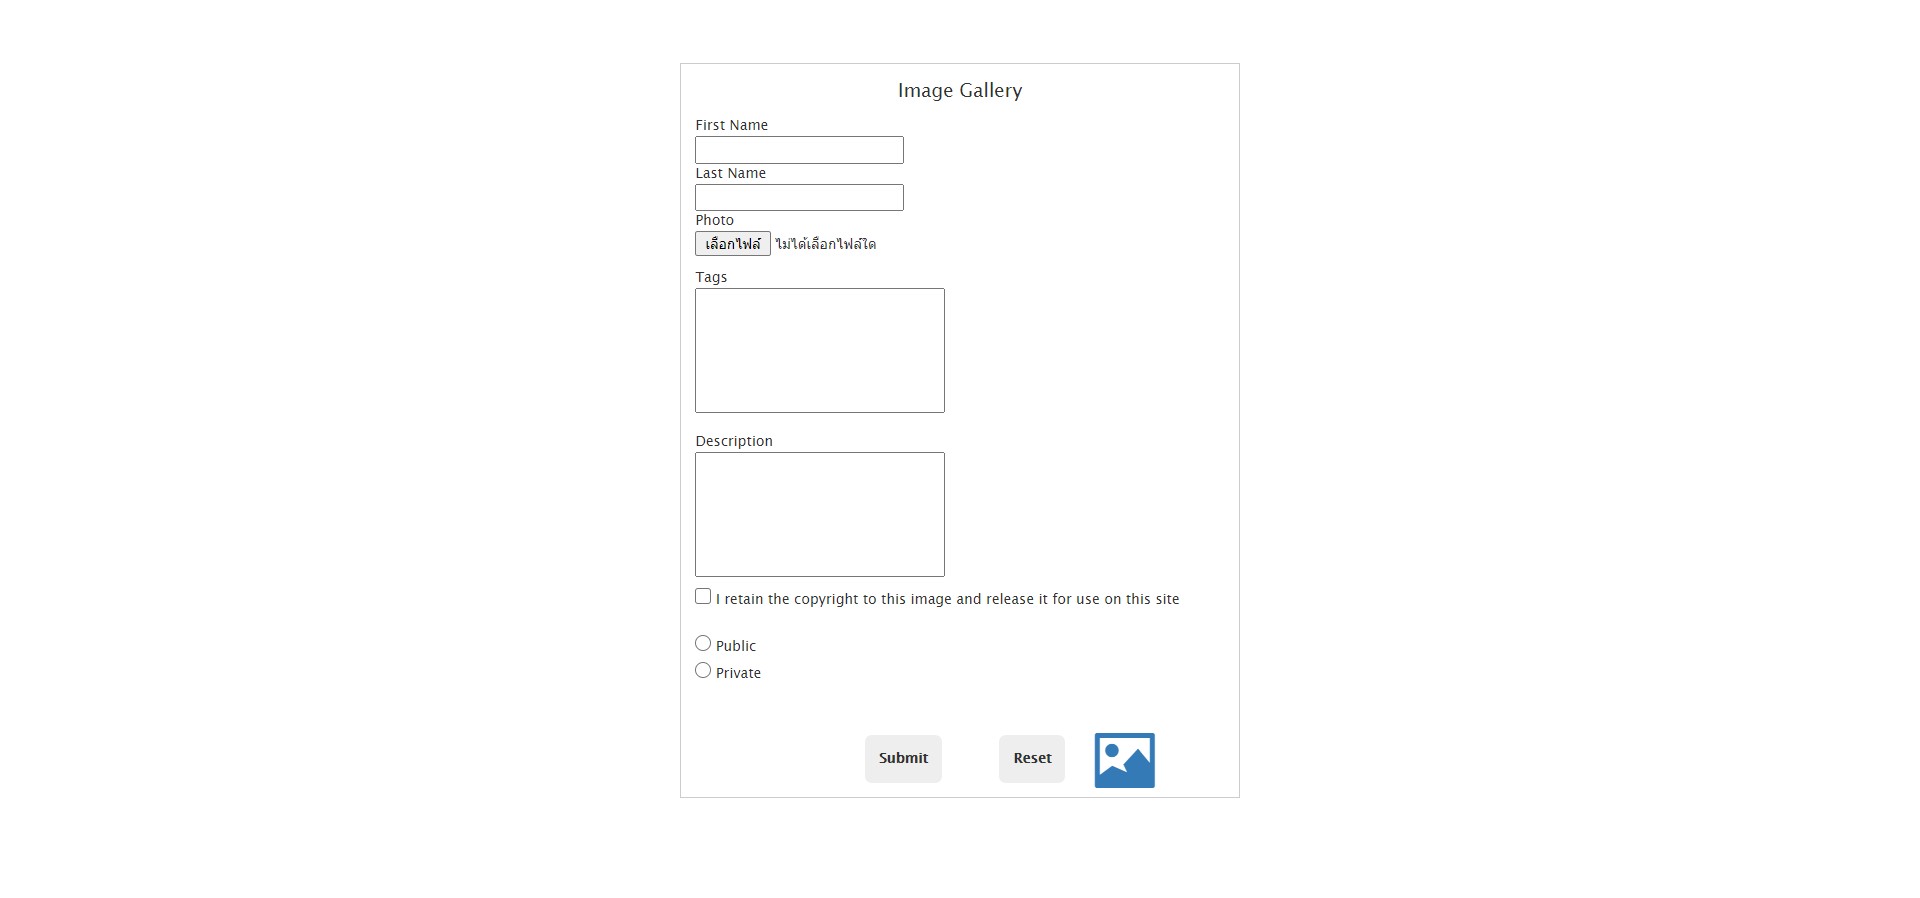 Image Gallery
First Name
Last Name
Photo
เลือกไฟล์ ไม่ได้เลือกไฟล์ใด
Tags
Description
I retain the copyright to this image and release it for use on this site
Public
Private
Submit Reset